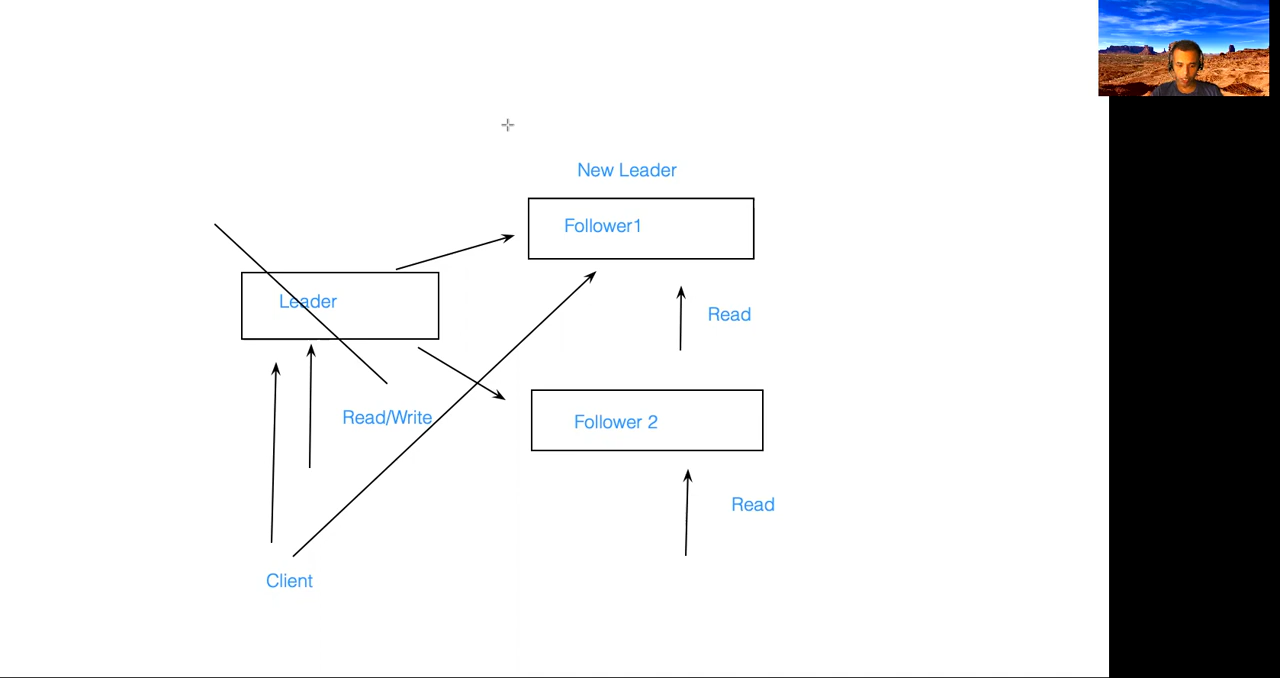 New Leader
Follower1
Leader
Read
Read/Write
Follower 2
Read
Client